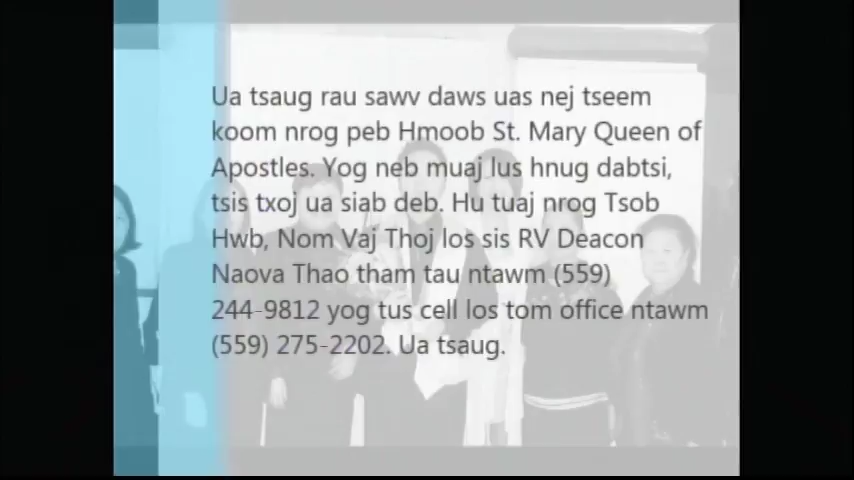 Ua tsaug rau sawv daws uas nej tseem
koom nrog peb Hmoob St. Mary Queen of
Apostles. Yog neb muaj lus hnug dabtsi,
tsis txoj ua siab deb. Hu tuaj nrog Tsob
Hwb, Nom Vaj Thoj los sis RV Deacon
Naova Thao tham tau ntawm (559)
244-9812 yog tus cell los tom office ntawm
(559) 275-2202. Ua tsaug.